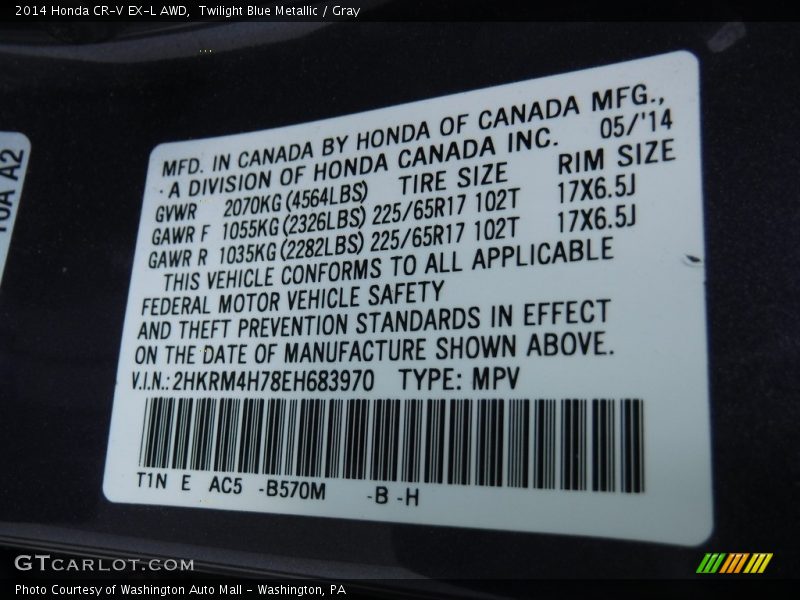 2014 Honda CR-V EX-L AWD,  Twilight Blue Metallic / Gray
10A A2
MFD. IN CANADA BY HONDA OF CANADA MFG.,
A DIVISION OF HONDA CANADA INC. 05/'14
GVWR 2070KG(4564LBS) TIRE SIZE RIM SIZE
GAWR F 1055KG(2326LBS) 225/65R17 102T 17X6.5J
GAWR R 1035KG(2282LBS) 225/65R17 102T 17X6.5J
THIS VEHICLE CONFORMS TO ALL APPLICABLE
FEDERAL MOTOR VEHICLE SAFETY
AND THEFT PREVENTION STANDARDS IN EFFECT
ON THE DATE OF MANUFACTURE SHOWN ABOVE.
V.I.N.: 2HKRM4H78EH683970 TYPE: MPV
T1N E AC5 -B570M -B -H
GTCARLOT.COM
Photo Courtesy of Washington Auto Mall - Washington, PA